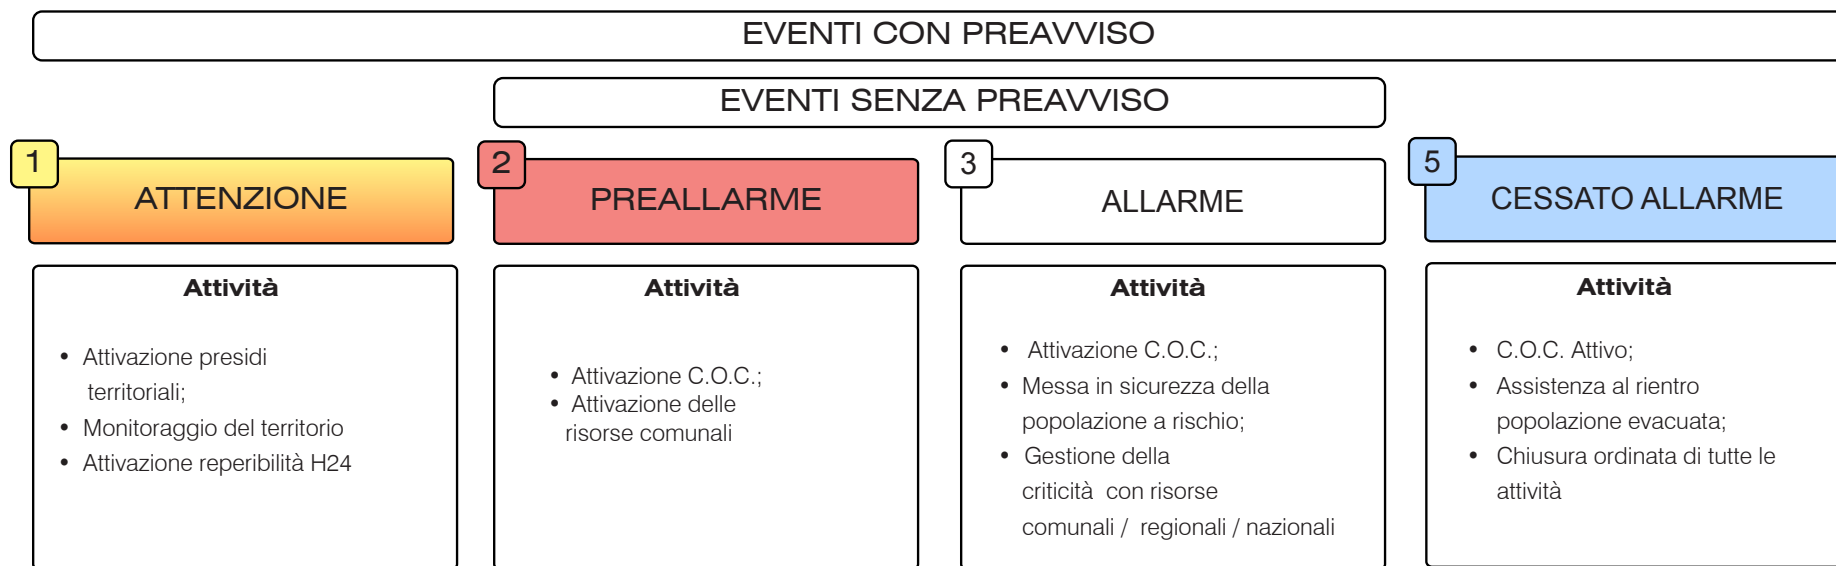 EVENTI CON PREAVVISO
EVENTI SENZA PREAVVISO
1
ATTENZIONE
Attività
• Attivazione presidi
territoriali;
• Monitoraggio del territorio
• Attivazione reperibilità H24
2
PREALLARME
Attività
• Attivazione C.O.C.;
• Attivazione delle
risorse comunali
3
ALLARME
Attività
• Attivazione C.O.C.;
• Messa in sicurezza della
popolazione a rischio;
• Gestione della
criticità con risorse
comunali / regionali / nazionali
5
CESSATO ALLARME
Attività
• C.O.C. Attivo;
• Assistenza al rientro
popolazione evacuata;
• Chiusura ordinata di tutte le
attività